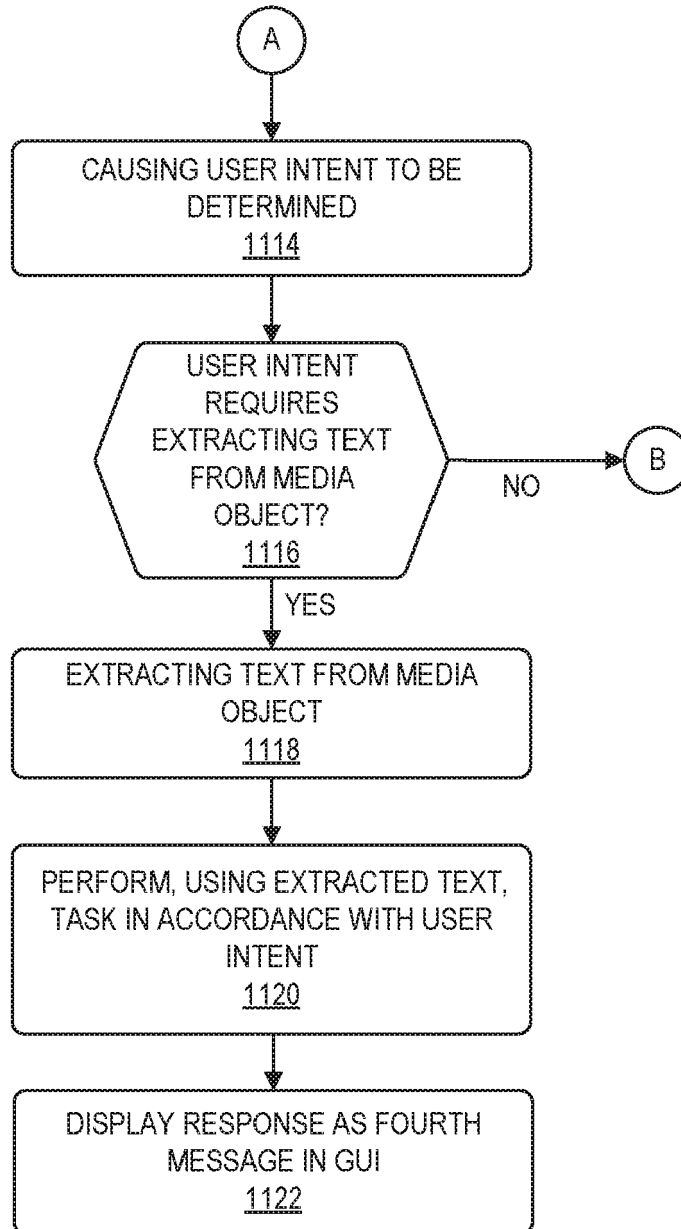 A
CAUSING USER INTENT TO BE
DETERMINED
1114
USER INTENT
REQUIRES
EXTRACTING TEXT
FROM MEDIA
OBJECT?
1116
B
NO
YES
EXTRACTING TEXT FROM MEDIA
OBJECT
1118
PERFORM, USING EXTRACTED TEXT,
TASK IN ACCORDANCE WITH USER
INTENT
1120
DISPLAY RESPONSE AS FOURTH
MESSAGE IN GUI
1122